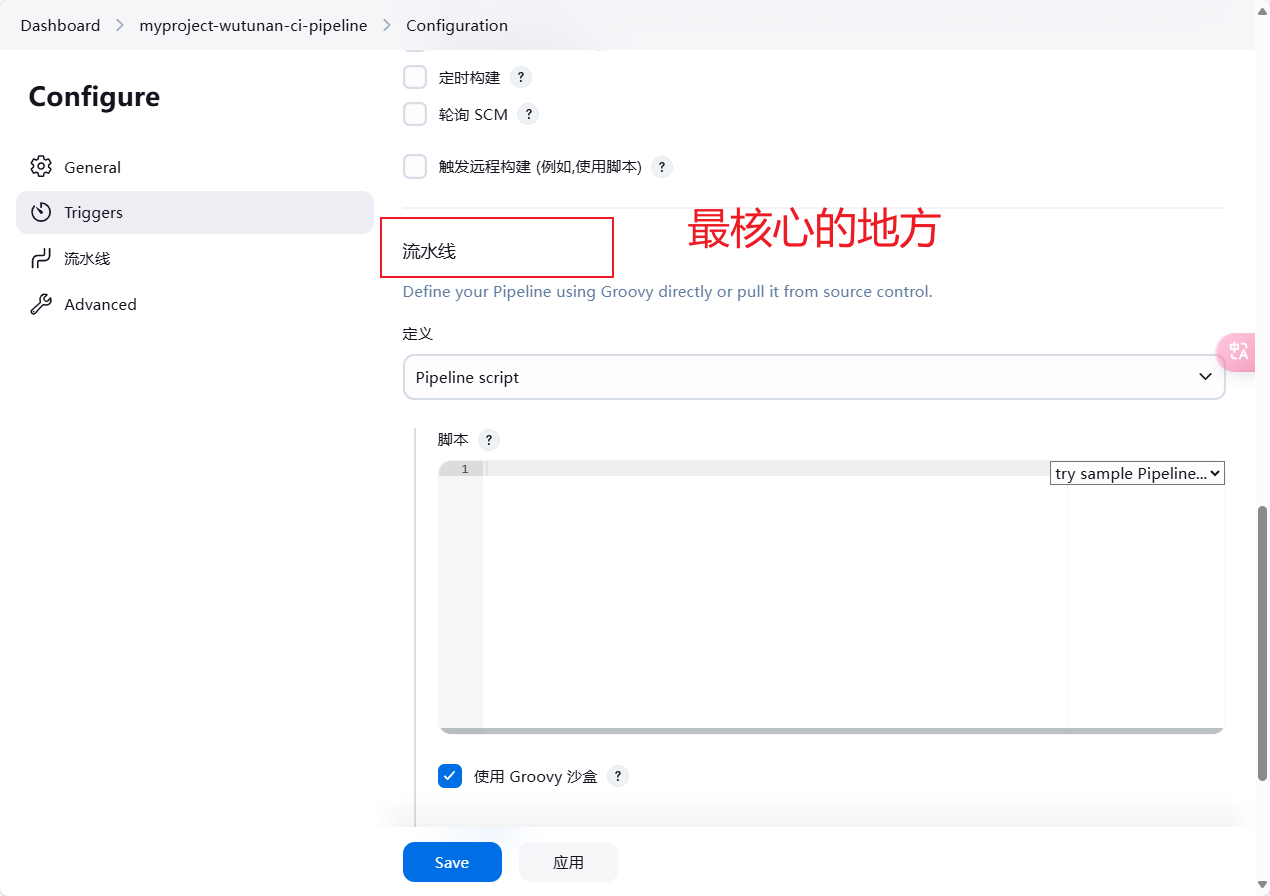 Dashboard > myproject-wutunan-ci-pipeline > Configuration
Configure
General
Triggers
流水线
Advanced
定时构建 ?
轮询 SCM ?
触发远程构建 (例如,使用脚本) ?
最核心的地方
流水线
Define your Pipeline using Groovy directly or pull it from source control.
定义
Pipeline script
中A
脚本 ?
1
try sample Pipeline...
使用 Groovy 沙盒 ?
Save
应用